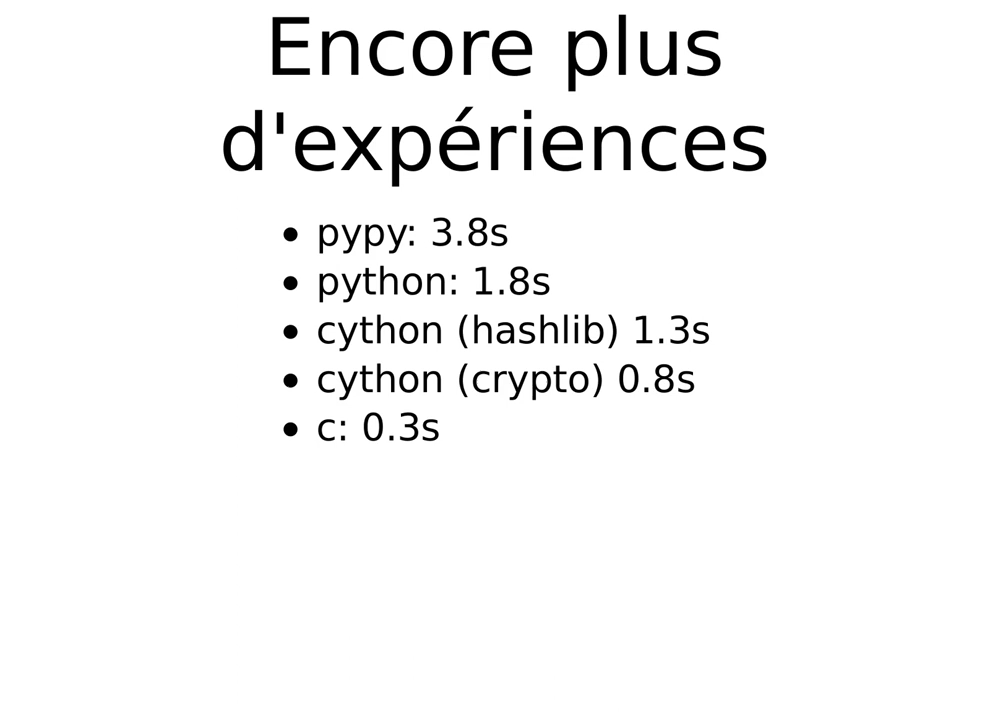 Encore plus
d'expériences
• pypy: 3.8s
• python: 1.8s
• cython (hashlib) 1.3s
• cython (crypto) 0.8s
• c: 0.3s